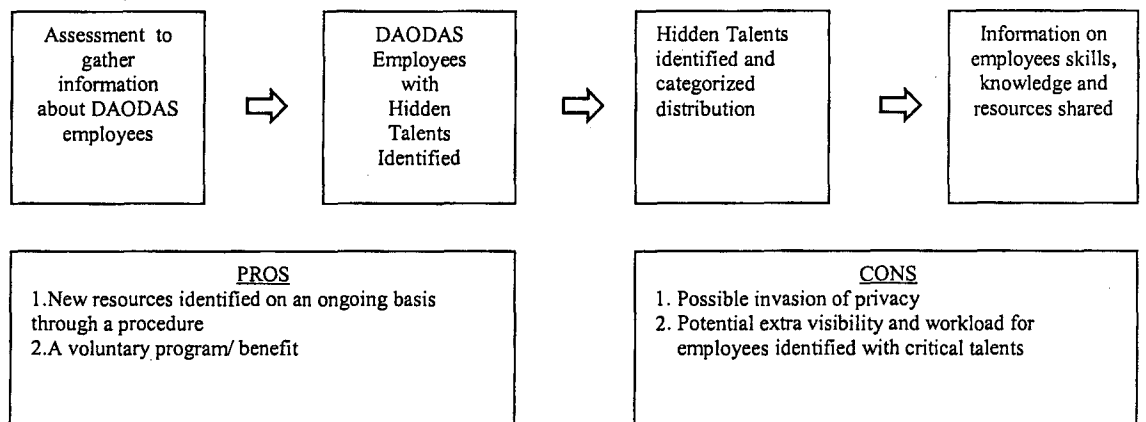 Assessment to
gather
information
about DAODAS
employees
DAODAS
Employees
with
Hidden
Talents
Identified
Hidden Talents
identified and
categorized
distribution
Information on
employees skills,
knowledge and
resources shared
PROS
1.New resources identified on an ongoing basis
through a procedure
2.A voluntary program/ benefit
CONS
1. Possible invasion of privacy
2. Potential extra visibility and workload for
employees identified with critical talents